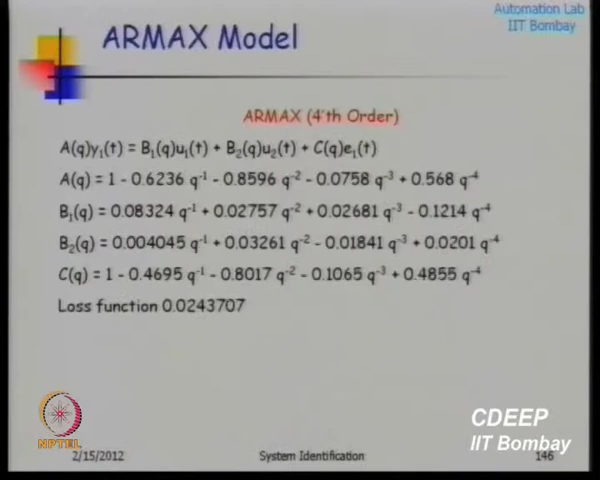 Automation Lab
IIT Bombay
ARMAX Model
ARMAX (4'th Order)
A(q)y₁(t) = B₁(q)u₁(t) + B₂(q)u₂(t) + C(q)e₁(t)
A(q) = 1 - 0.6236 q⁻¹ - 0.8596 q⁻² - 0.0758 q⁻³ + 0.568 q⁻⁴
B₁(q) = 0.08324 q⁻¹ + 0.02757 q⁻² + 0.02681 q⁻³ - 0.1214 q⁻⁴
B₂(q) = 0.004045 q⁻¹ + 0.03261 q⁻² - 0.01841 q⁻³ + 0.0201 q⁻⁴
C(q) = 1 - 0.4695 q⁻¹ - 0.8017 q⁻² - 0.1065 q⁻³ + 0.4855 q⁻⁴
Loss function 0.0243707
NPTEL
CDEEP
IIT Bombay
2/15/2012
System Identification
146